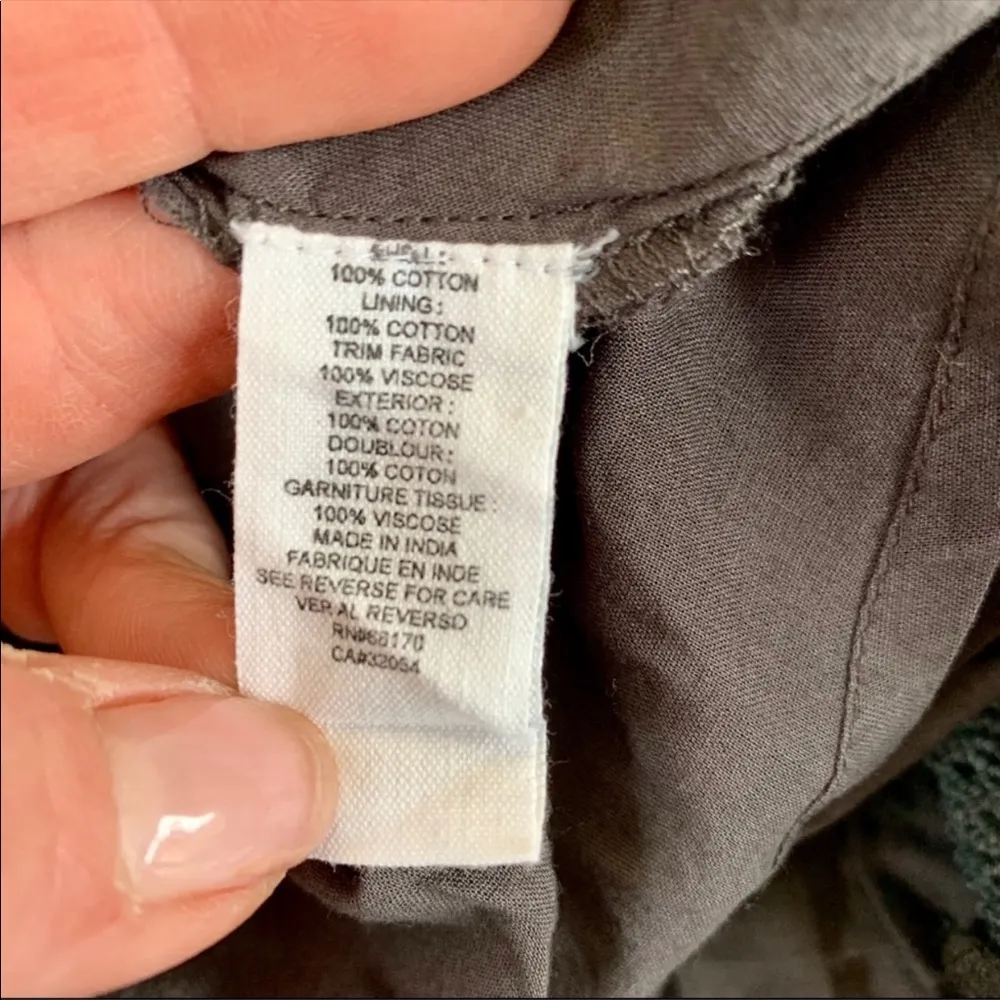 SHELL:
100% COTTON
LINING:
100% COTTON
TRIM FABRIC
100% VISCOSE
EXTERIOR:
100% COTON
DOUBLOUR:
100% COTON
GARNITURE TISSUE:
100% VISCOSE
MADE IN INDIA
FABRIQUE EN INDE
SEE REVERSE FOR CARE
VER AL REVERSO
RN#66170
CA#32054